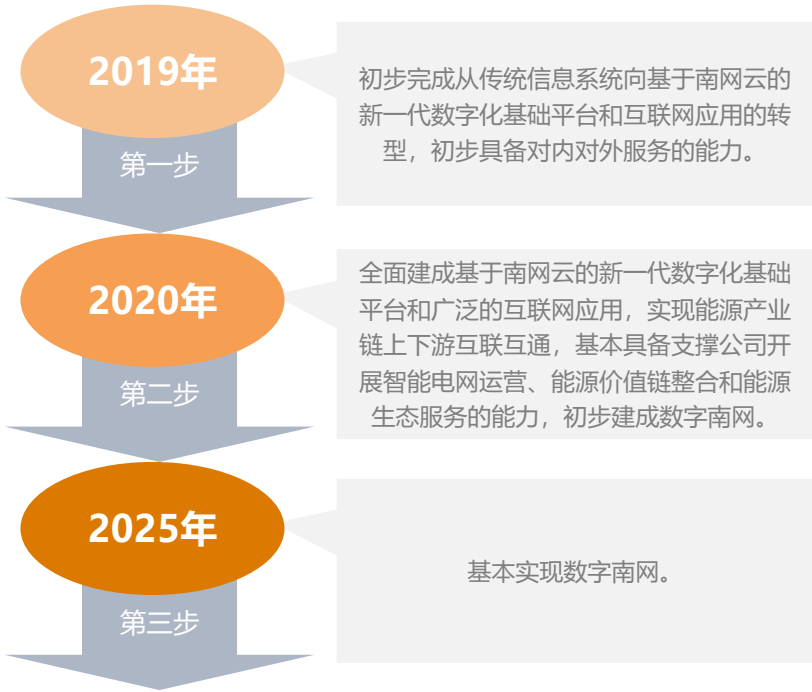 2019年
第一步
初步完成从传统信息系统向基于南网云的
新一代数字化基础平台和互联网应用的转
型，初步具备对内对外服务的能力。
2020年
第二步
全面建成基于南网云的新一代数字化基础
平台和广泛的互联网应用，实现能源产业
链上下游互联互通，基本具备支撑公司开
展智能电网运营、能源价值链整合和能源
生态服务的能力，初步建成数字南网。
2025年
第三步
基本实现数字南网。